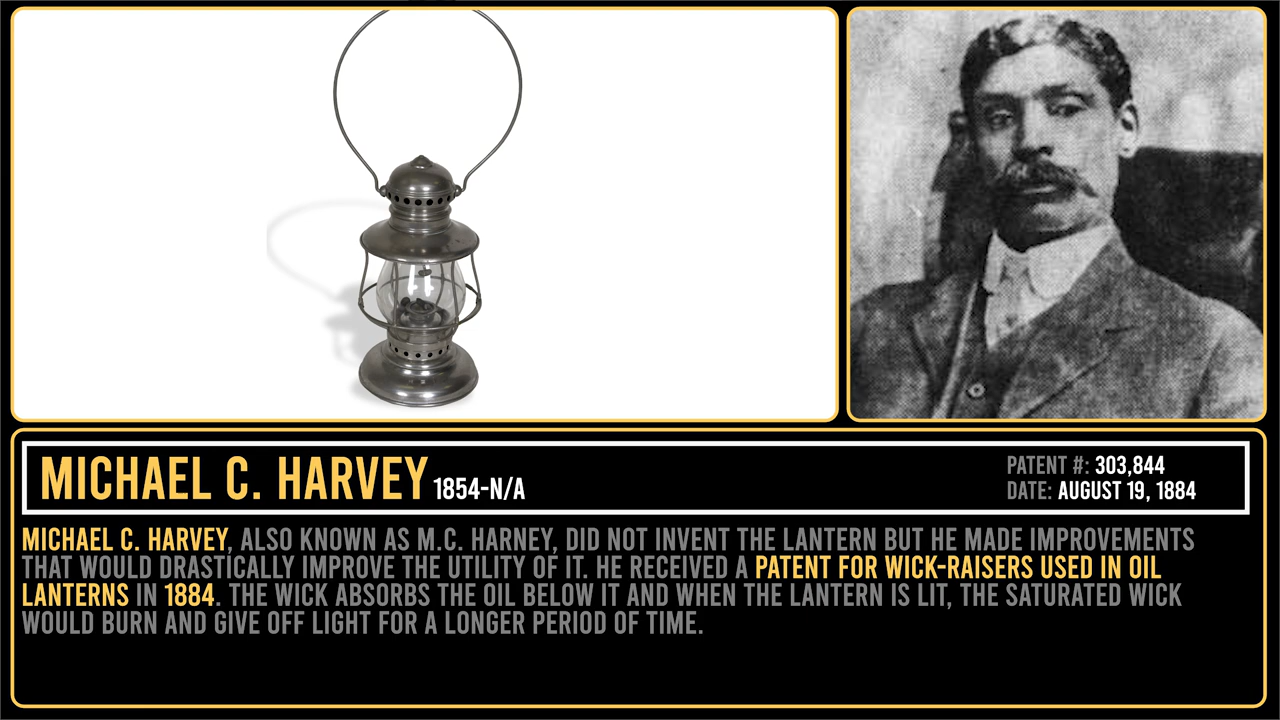 MICHAEL C. HARVEY 1854-N/A
PATENT #: 303,844
DATE: AUGUST 19, 1884
MICHAEL C. HARVEY, ALSO KNOWN AS M.C. HARNEY, DID NOT INVENT THE LANTERN BUT HE MADE IMPROVEMENTS
THAT WOULD DRASTICALLY IMPROVE THE UTILITY OF IT. HE RECEIVED A PATENT FOR WICK-RAISERS USED IN OIL
LANTERNS IN 1884. THE WICK ABSORBS THE OIL BELOW IT AND WHEN THE LANTERN IS LIT, THE SATURATED WICK
WOULD BURN AND GIVE OFF LIGHT FOR A LONGER PERIOD OF TIME.